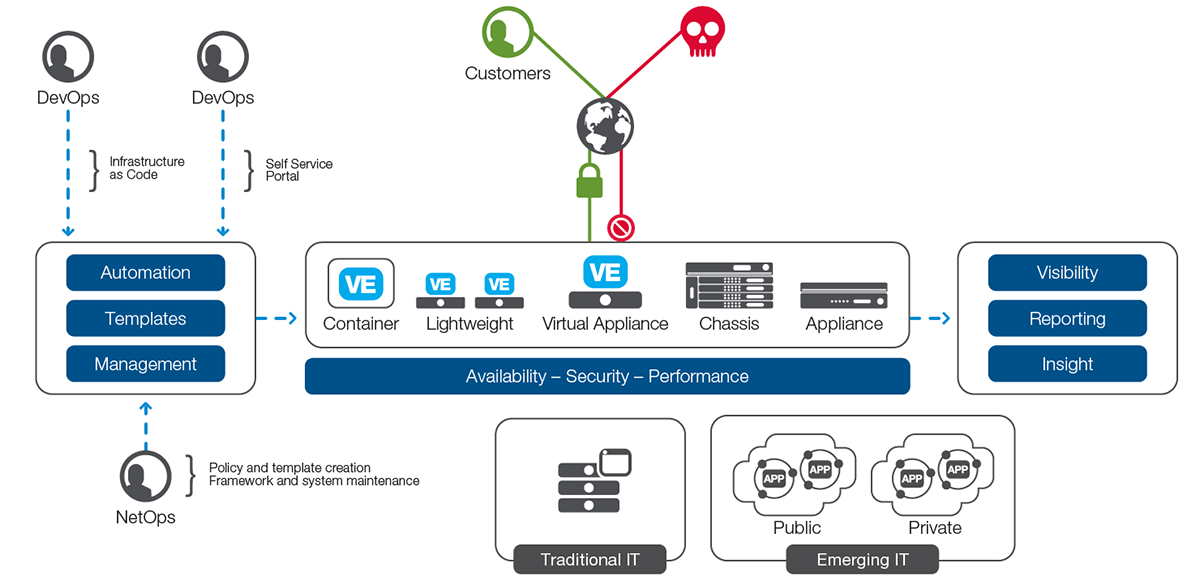 DevOps
DevOps
Customers
Infrastructure
as Code
Self Service
Portal
Automation
Templates
Management
VE
Container
VE
VE
Lightweight
VE
Virtual Appliance
Chassis
Appliance
Visibility
Reporting
Insight
Availability – Security – Performance
NetOps
Policy and template creation
Framework and system maintenance
Traditional IT
APP
APP
Public
APP
APP
Private
Emerging IT